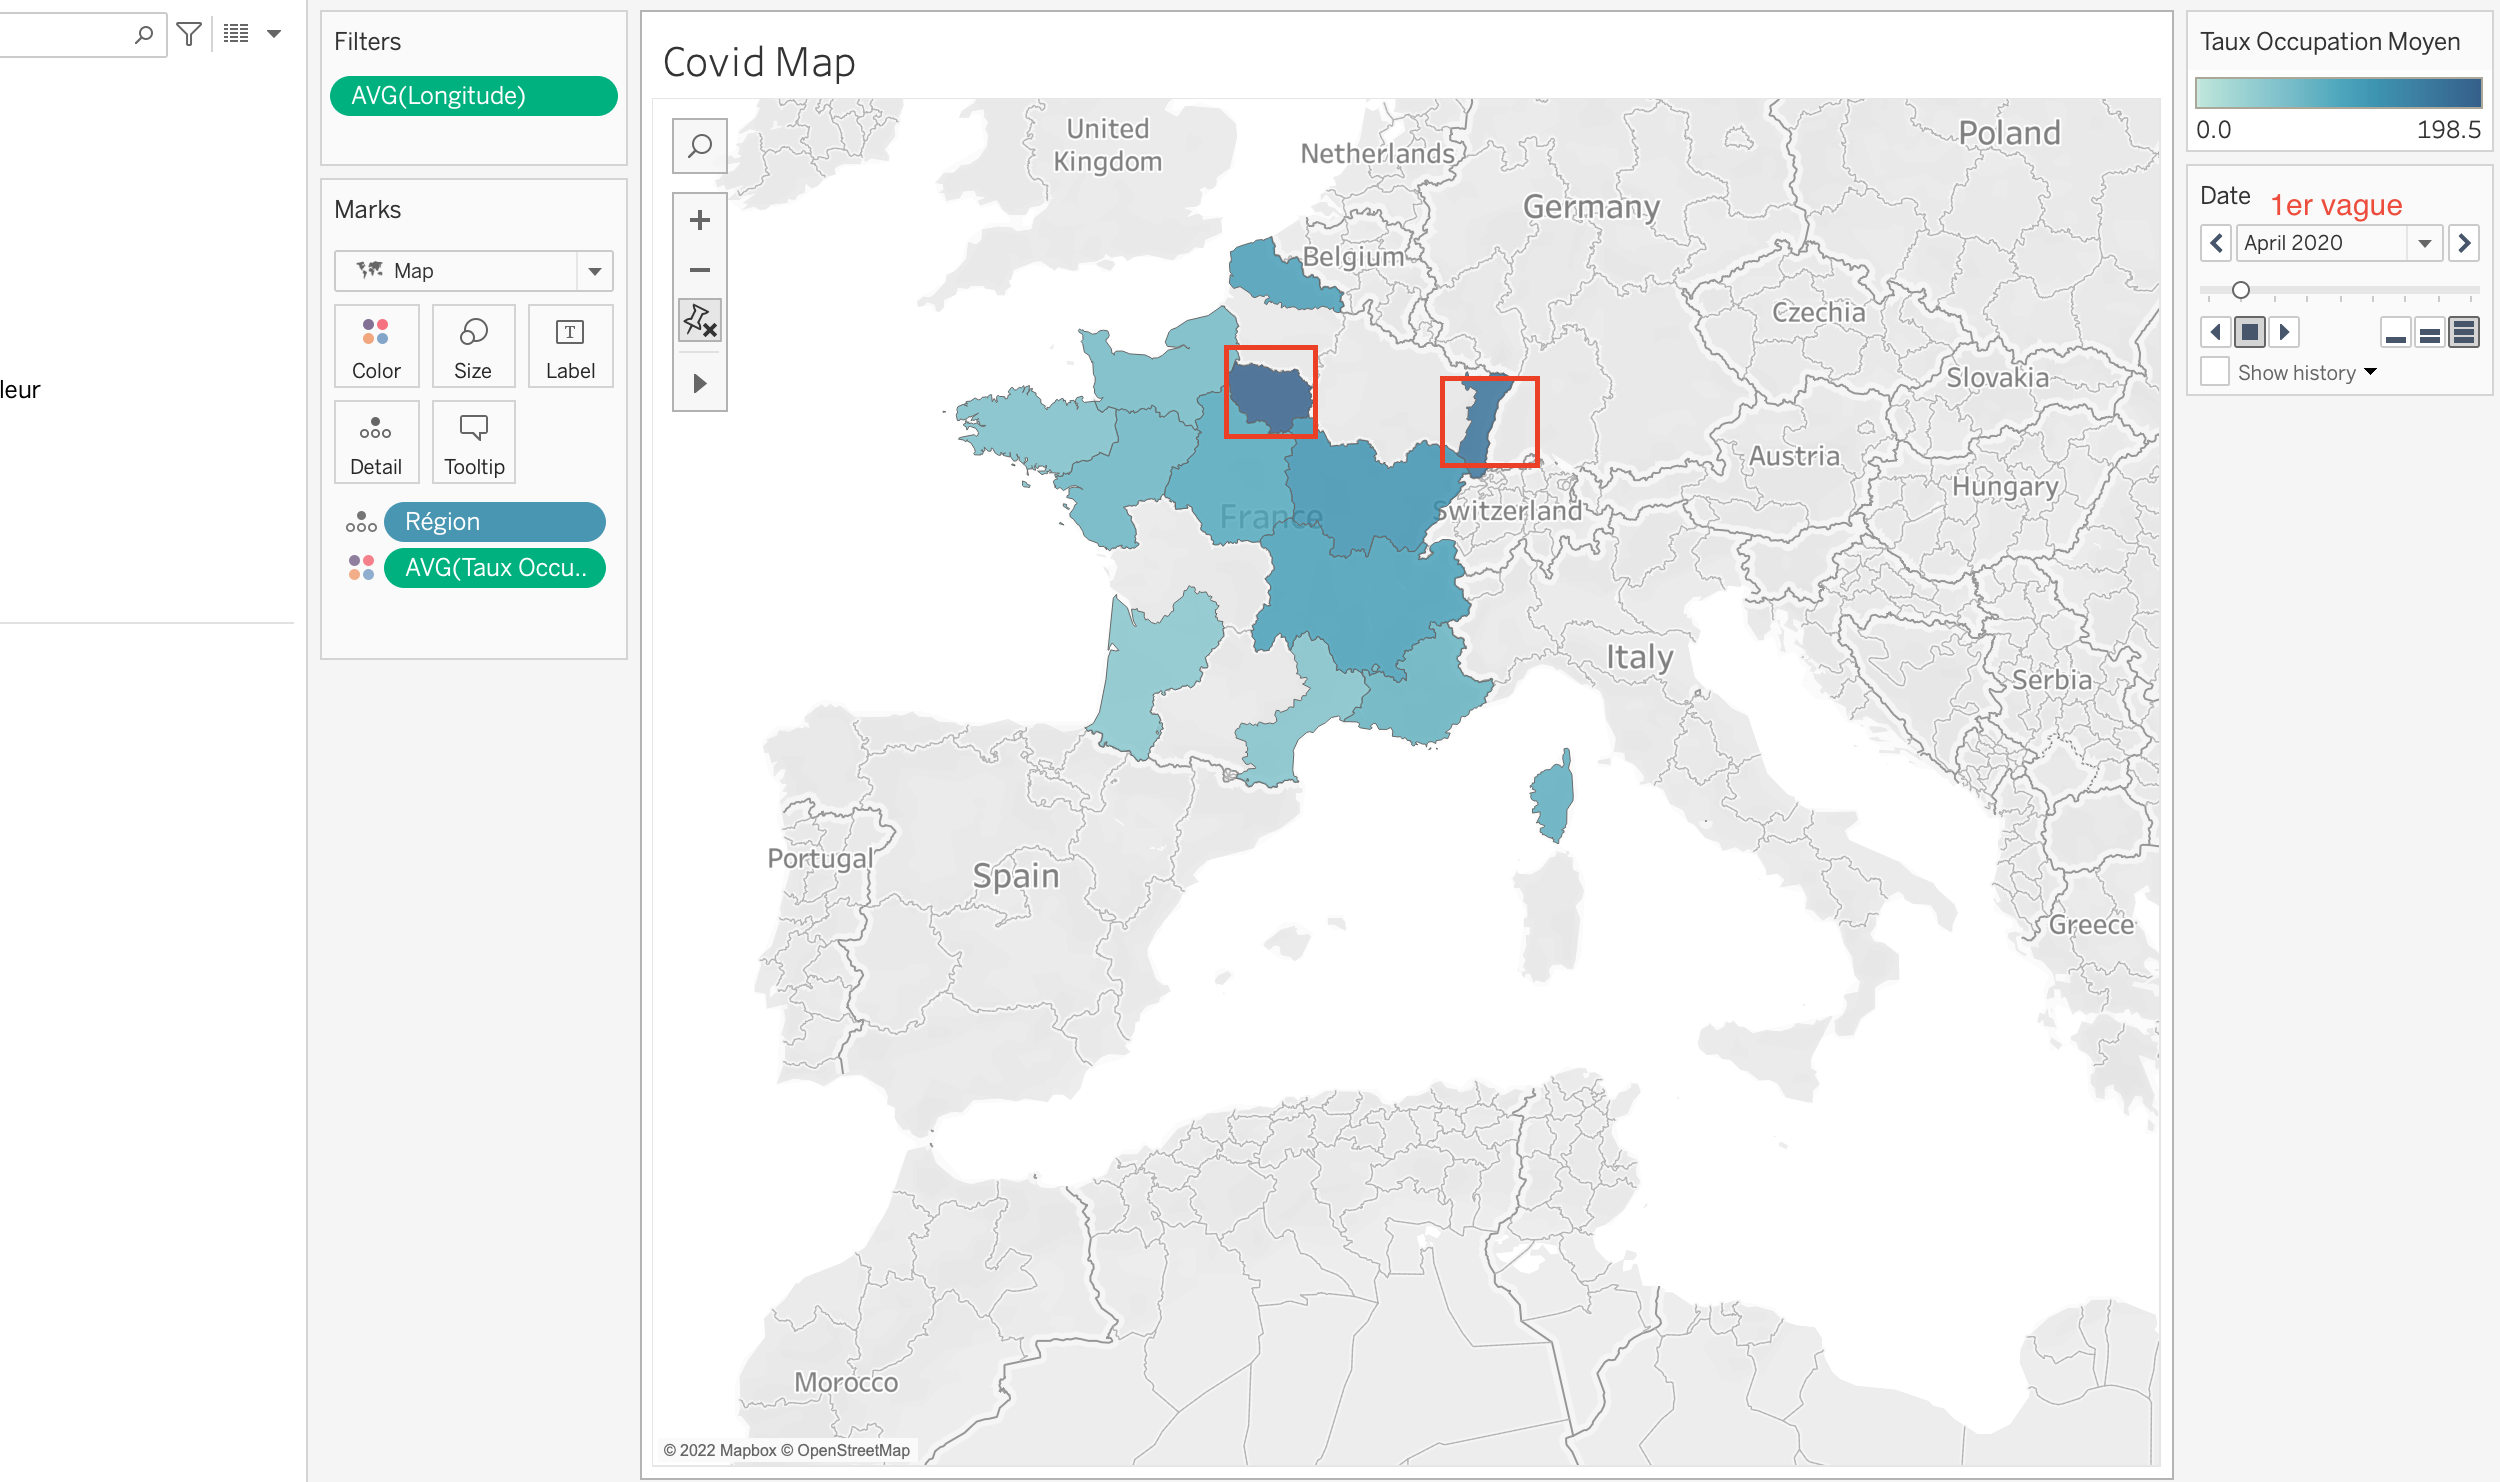 leur
Filters
AVG(Longitude)
Marks
Map
Color
Size
T
Label
Detail
Tooltip
Région
AVG(Taux Occu..
Covid Map
United
Kingdom
Netherlands
Poland
Germany
Belgium
Czechia
Slovakia
Austria
Hungary
France
Switzerland
Italy
Serbia
Portugal
Spain
Greece
Morocco
© 2022 Mapbox © OpenStreetMap
Taux Occupation Moyen
0.0 198.5
Date 1er vague
April 2020
Show history